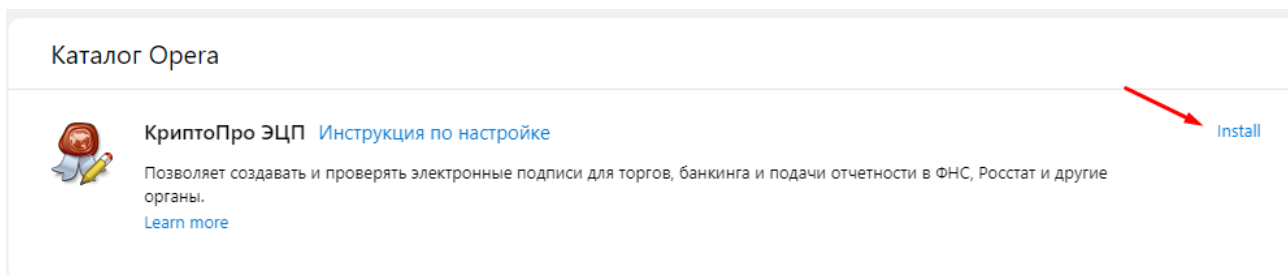 Каталог Opera
КриптоПро ЭЦП Инструкция по настройке
Install
Позволяет создавать и проверять электронные подписи для торгов, банкинга и подачи отчетности в ФНС, Росстат и другие
органы.
Learn more